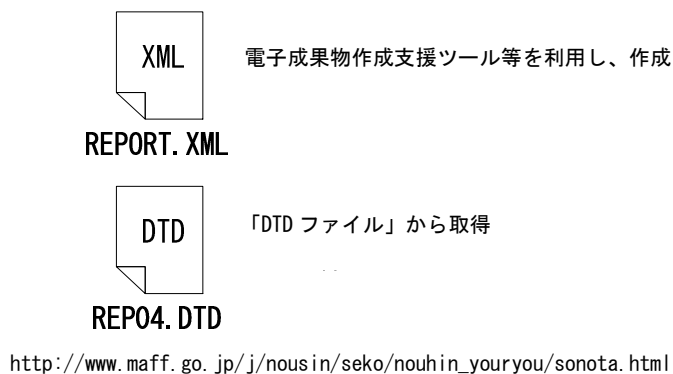 XML
電子成果物作成支援ツール等を利用し、作成
REPORT.XML
DTD
「DTD ファイル」から取得
REP04.DTD
http://www.maff.go.jp/j/nousin/seko/nouhin_youryou/sonota.html